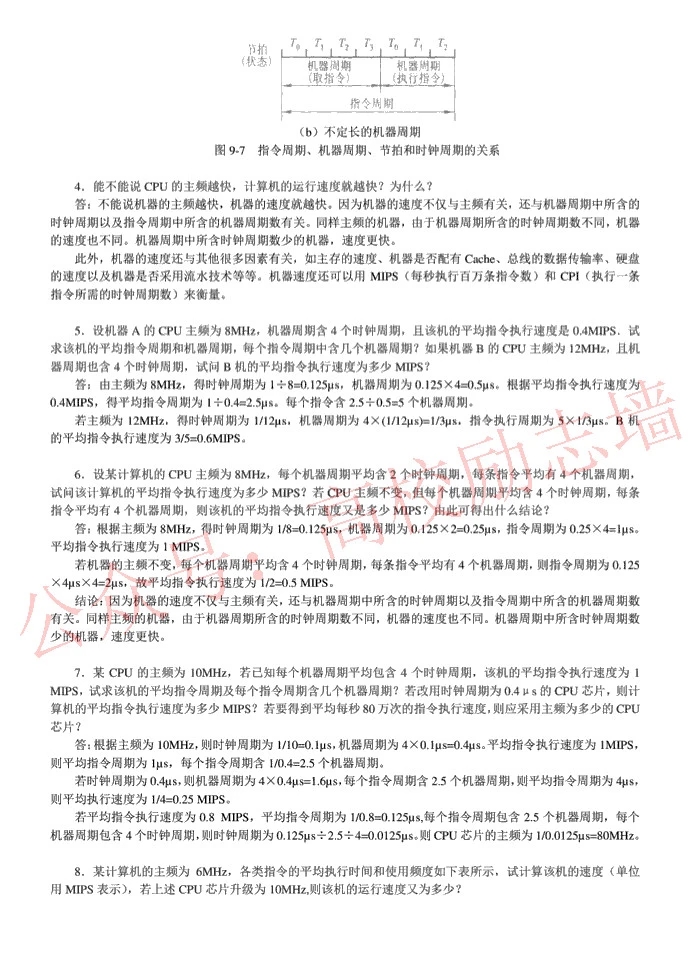 节拍
(状态)
T0 T1 T2 T3 T0 T1 T2
机器周期 机器周期
(取指令) (执行指令)
指令周期
（b）不定长的机器周期
图 9-7 指令周期、机器周期、节拍和时钟周期的关系
4．能不能说 CPU 的主频越快，计算机的运行速度就越快？为什么？
答：不能说机器的主频越快，机器的速度就越快。因为机器的速度不仅与主频有关，还与机器周期中所含的
时钟周期以及指令周期中所含的机器周期数有关。同样主频的机器，由于机器周期所含的时钟周期数不同，机器
的速度也不同。机器周期中所含时钟周期数少的机器，速度更快。
此外，机器的速度还与其他很多因素有关，如主存的速度、机器是否配有 Cache、总线的数据传输率、硬盘
的速度以及机器是否采用流水技术等等。机器速度还可以用 MIPS（每秒执行百万条指令数）和 CPI（执行一条
指令所需的时钟周期数）来衡量。
5．设机器 A 的 CPU 主频为 8MHz，机器周期含 4 个时钟周期，且该机的平均指令执行速度是 0.4MIPS．试
求该机的平均指令周期和机器周期，每个指令周期中含几个机器周期？如果机器 B 的 CPU 主频为 12MHz，且机
器周期也含 4 个时钟周期，试问 B 机的平均指令执行速度为多少 MIPS？
答：由主频为 8MHz，得时钟周期为 1÷8=0.125μs，机器周期为 0.125×4=0.5μs。根据平均指令执行速度为
0.4MIPS，得平均指令周期为 1÷0.4=2.5μs。每个指令含 2.5÷0.5=5 个机器周期。
若主频为 12MHz，得时钟周期为 1/12μs，机器周期为 4×(1/12μs)=1/3μs，指令执行周期为 5×1/3μs。B 机
的平均指令执行速度为 3/5=0.6MIPS。
6．设某计算机的 CPU 主频为 8MHz，每个机器周期平均含 2 个时钟周期，每条指令平均有 4 个机器周期，
试问该计算机的平均指令执行速度为多少 MIPS？若 CPU 主频不变，但每个机器周期平均含 4 个时钟周期，每条
指令平均有 4 个机器周期，则该机的平均指令执行速度又是多少 MIPS？由此可得出什么结论？
答：根据主频为 8MHz，得时钟周期为 1/8=0.125μs，机器周期为 0.125×2=0.25μs，指令周期为 0.25×4=1μs。
平均指令执行速度为 1 MIPS。
若机器的主频不变，每个机器周期平均含 4 个时钟周期，每条指令平均有 4 个机器周期，则指令周期为 0.125
×4μs×4=2μs，故平均指令执行速度为 1/2=0.5 MIPS。
结论：因为机器的速度不仅与主频有关，还与机器周期中所含的时钟周期以及指令周期中所含的机器周期数
有关。同样主频的机器，由于机器周期所含的时钟周期数不同，机器的速度也不同。机器周期中所含时钟周期数
少的机器，速度更快。
7．某 CPU 的主频为 10MHz，若已知每个机器周期平均包含 4 个时钟周期，该机的平均指令执行速度为 1
MIPS，试求该机的平均指令周期及每个指令周期含几个机器周期？若改用时钟周期为 0.4μs 的 CPU 芯片，则计
算机的平均指令执行速度为多少 MIPS？若要得到平均每秒 80 万次的指令执行速度，则应采用主频为多少的 CPU
芯片？
答：根据主频为 10MHz，则时钟周期为 1/10=0.1μs，机器周期为 4×0.1μs=0.4μs。平均指令执行速度为 1MIPS，
则平均指令周期为 1μs，每个指令周期含 1/0.4=2.5 个机器周期。
若时钟周期为 0.4μs，则机器周期为 4×0.4μs=1.6μs，每个指令周期含 2.5 个机器周期，则平均指令周期为 4μs，
则平均执行速度为 1/4=0.25 MIPS。
若平均指令执行速度为 0.8 MIPS，平均指令周期为 1/0.8=0.125μs,每个指令周期包含 2.5 个机器周期，每个
机器周期包含 4 个时钟周期，则时钟周期为 0.125μs÷2.5÷4=0.0125μs。则 CPU 芯片的主频为 1/0.0125μs=80MHz。
8．某计算机的主频为 6MHz，各类指令的平均执行时间和使用频度如下表所示，试计算该机的速度（单位
用 MIPS 表示），若上述 CPU 芯片升级为 10MHz,则该机的运行速度又为多少？
公众号：高校励志墙